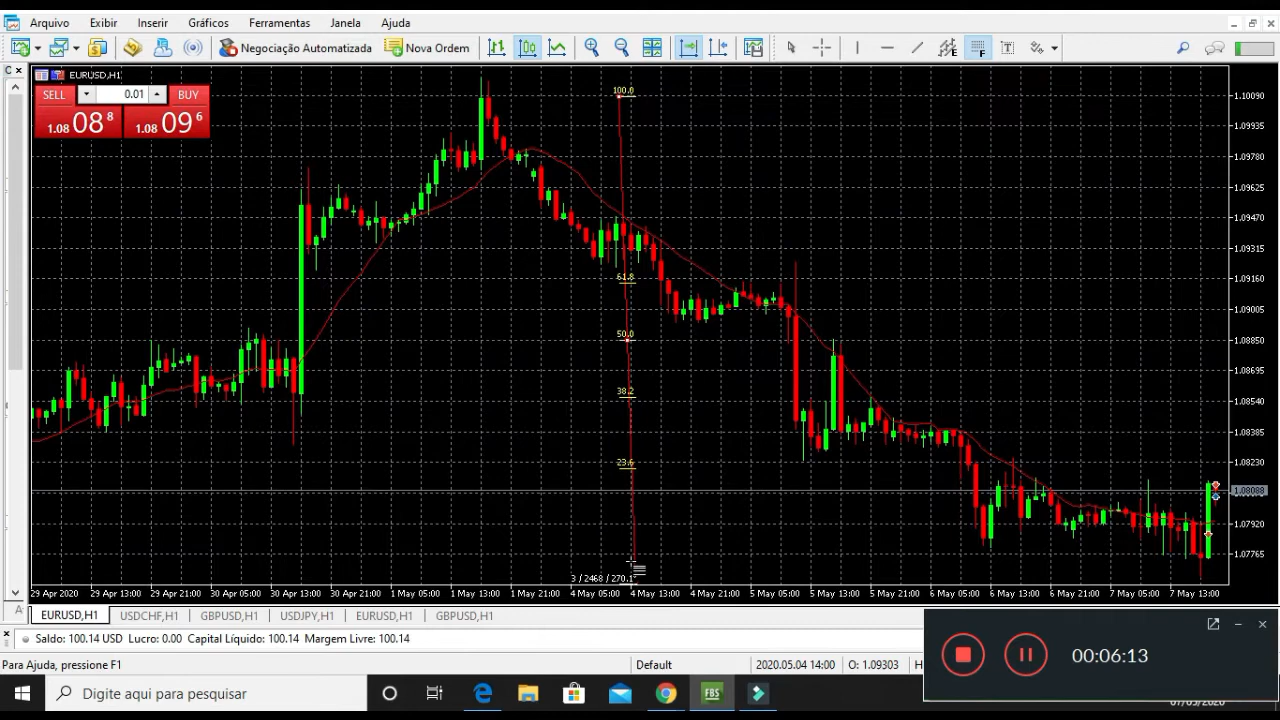 Arquivo Exibir Inserir Gráficos Ferramentas Janela Ajuda
Negociação Automatizada Nova Ordem
EURUSD,H1
SELL 0.01 BUY
1.08 08 8 1.08 09 6
100.0
61.8
50.0
38.2
23.6
3 / 2468 / 270.1°
1.10090
1.09935
1.09780
1.09625
1.09470
1.09315
1.09160
1.09005
1.08850
1.08695
1.08540
1.08385
1.08230
1.08088
1.07920
1.07765
29 Apr 2020 29 Apr 13:00 29 Apr 21:00 30 Apr 05:00 30 Apr 13:00 30 Apr 21:00 1 May 05:00 1 May 13:00 1 May 21:00 4 May 05:00 4 May 13:00 4 May 21:00 5 May 05:00 5 May 13:00 5 May 21:00 6 May 05:00 6 May 13:00 6 May 21:00 7 May 05:00 7 May 13:00
EURUSD,H1 USDCHF,H1 GBPUSD,H1 USDJPY,H1 EURUSD,H1 GBPUSD,H1
Saldo: 100.14 USD Lucro: 0.00 Capital Líquido: 100.14 Margem Livre: 100.14
Para Ajuda, pressione F1 Default 2020.05.04 14:00 O: 1.09303
00:06:13
Digite aqui para pesquisar
FBS